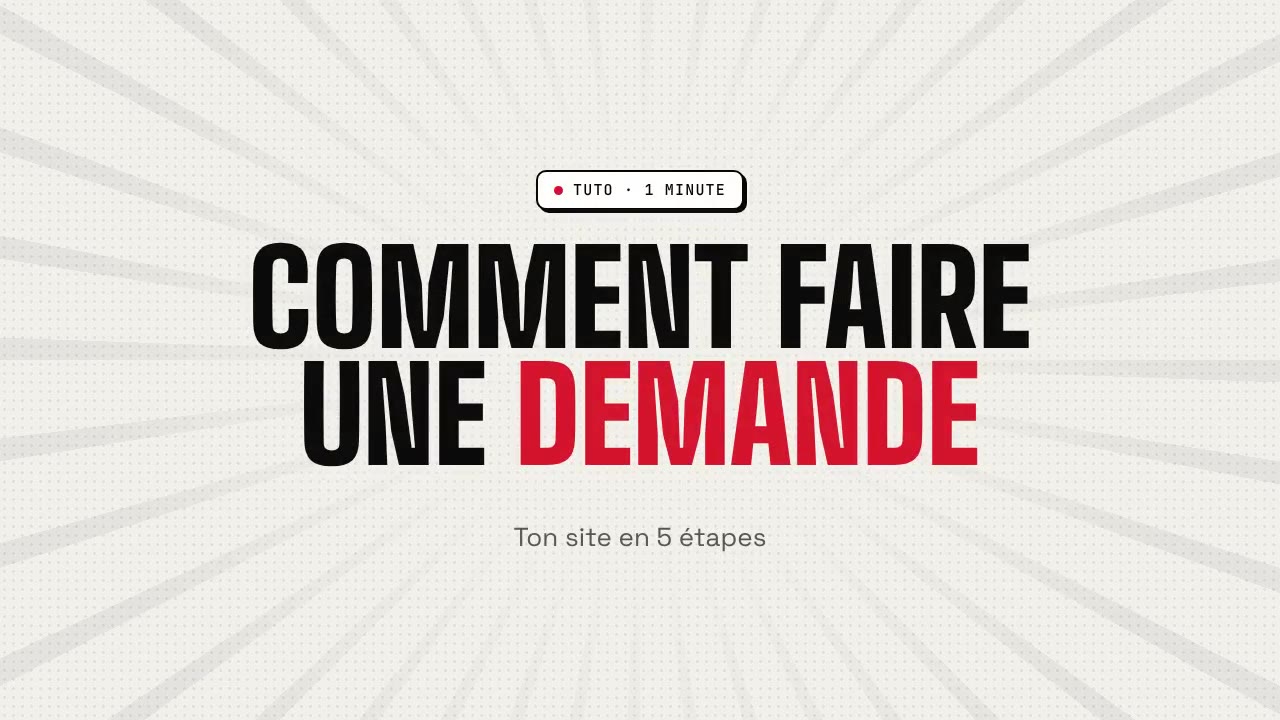 TUTO · 1 MINUTE
COMMENT FAIRE
UNE DEMANDE
Ton site en 5 étapes